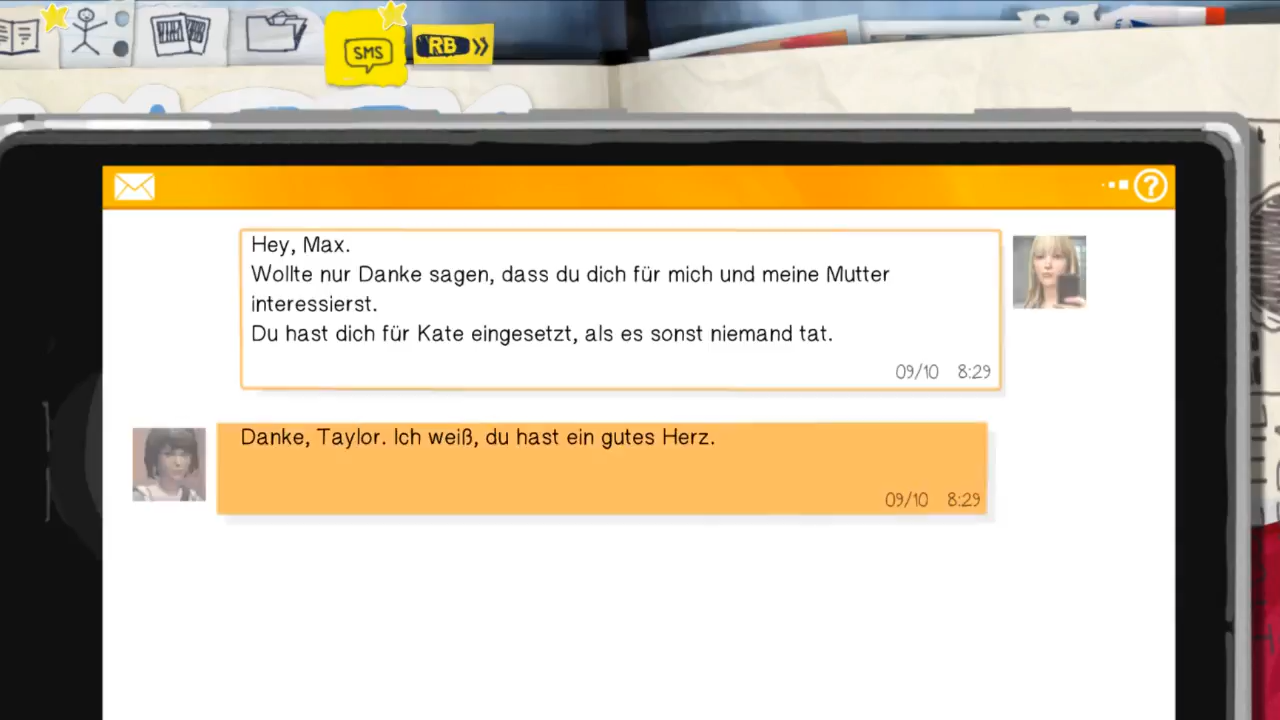 SMS
RB
?
Hey, Max.
Wollte nur Danke sagen, dass du dich für mich und meine Mutter
interessierst.
Du hast dich für Kate eingesetzt, als es sonst niemand tat.
09/10 8:29
Danke, Taylor. Ich weiß, du hast ein gutes Herz.
09/10 8:29